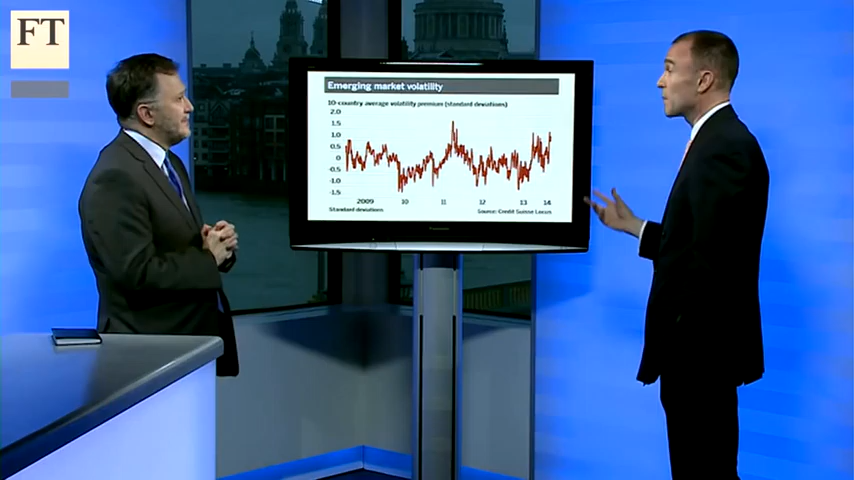 FT
Emerging market volatility
10-country average volatility premium (standard deviations)
2.0
1.5
1.0
0.5
0
-0.5
-1.0
-1.5
2009 10 11 12 13 14
Standard deviations
Source: Credit Suisse Locus
Panasonic